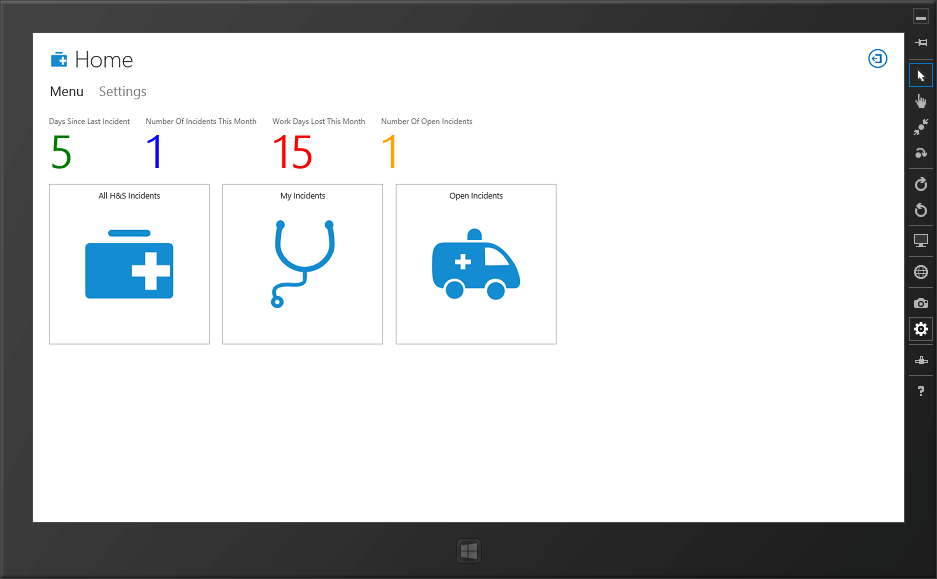 Home
Menu Settings
Days Since Last Incident Number Of Incidents This Month Work Days Lost This Month Number Of Open Incidents
5 1 15 1
All H&S Incidents My Incidents Open Incidents
?